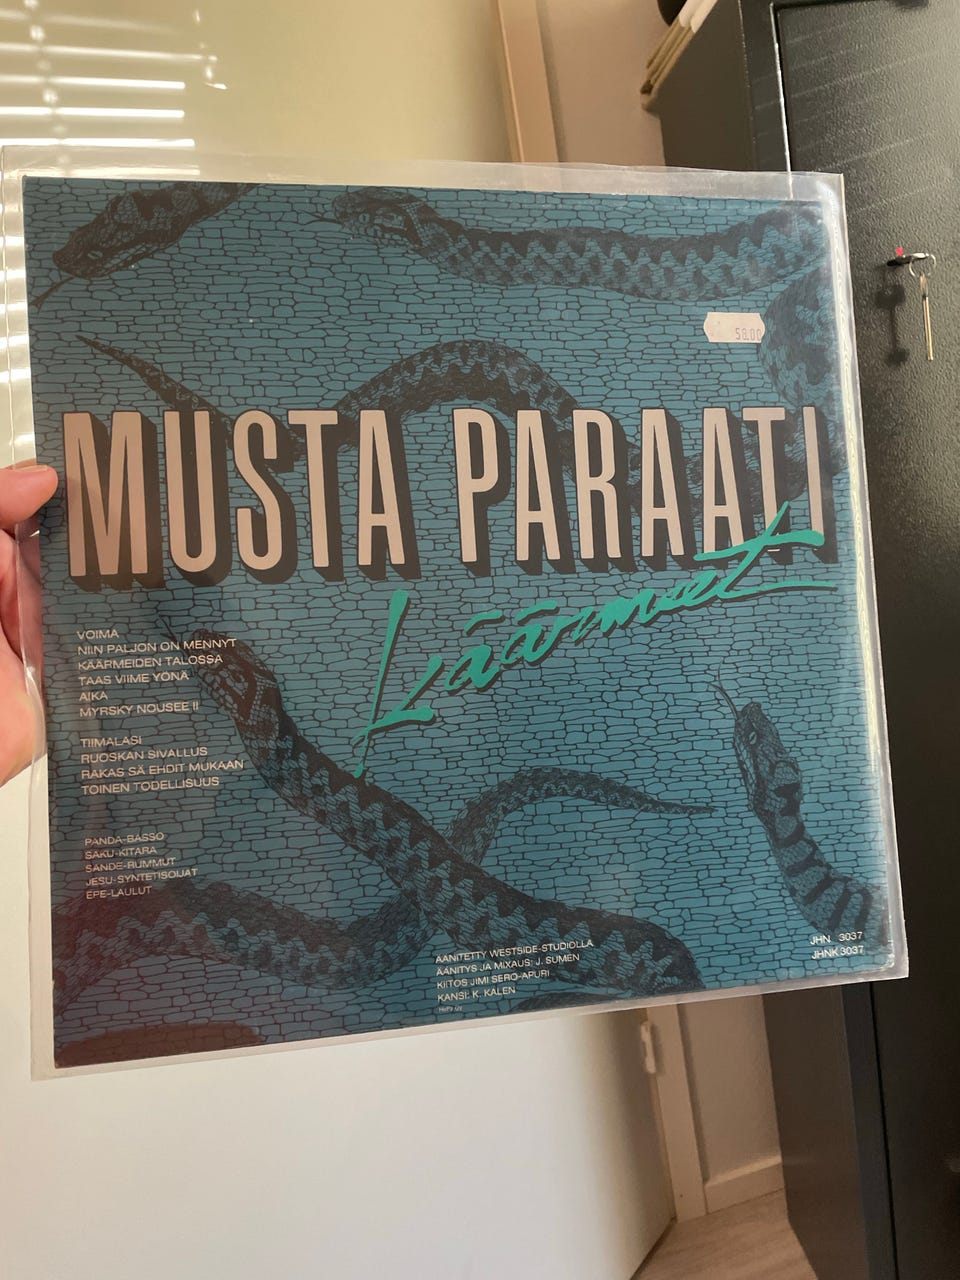 58.00
MUSTA PARAATI
Käärmeet
VOIMA
NIIN PALJON ON MENNYT
KÄÄRMEIDEN TALOSSA
TAAS VIIME YÖNÄ
AIKA
MYRSKY NOUSEE II
TIIMALASI
RUOSKAN SIVALLUS
RAKAS SÄ EHDIT MUKAAN
TOINEN TODELLISUUS
PANDA-BASSO
SAKU-KITARA
SANDE-RUMMUT
JESU-SYNTETISOIJAT
EPE-LAULUT
ÄÄNITETTY WESTSIDE-STUDIOLLA
ÄÄNITYS JA MIXAUS: J. SUMÉN
KIITOS JIMI SERO-APURI
KANSI: K. KALÉN
JHN 3037
JHNK 3037